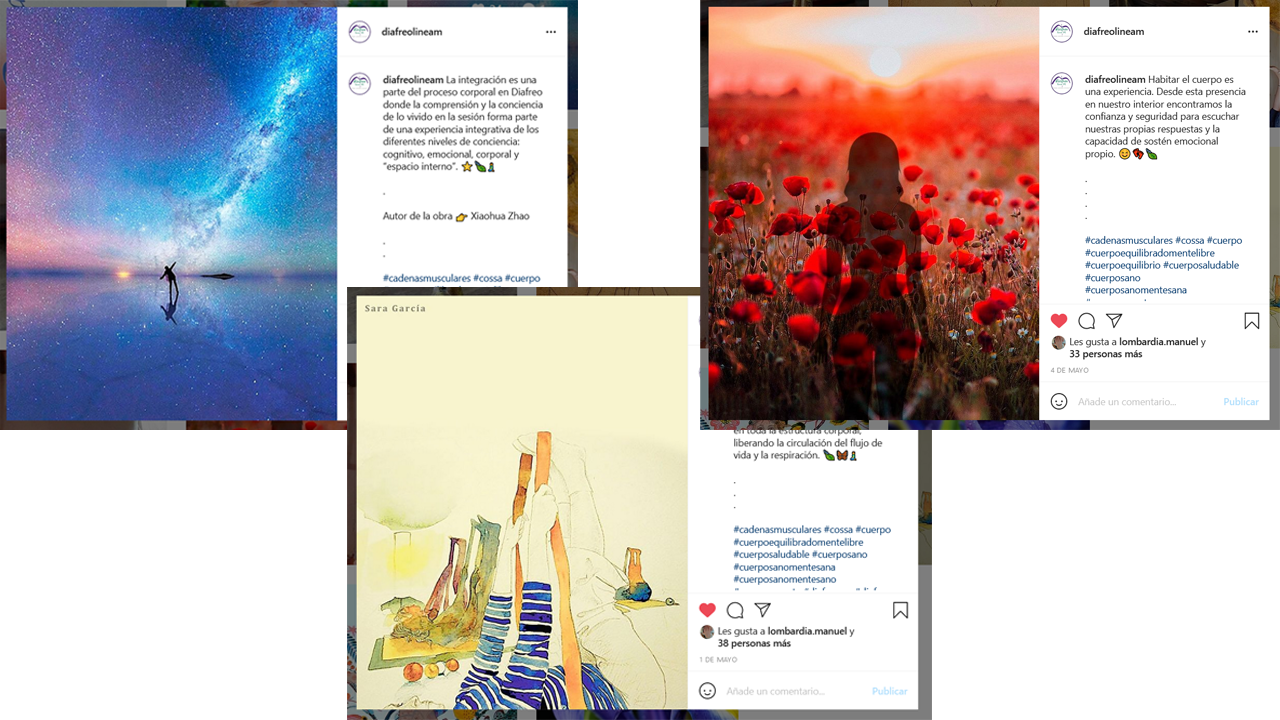 diafreolineam
diafreolineam La integración es una
parte del proceso corporal en Diafreo
donde la comprensión y la conciencia
de lo vivido en la sesión forma parte
de una experiencia integrativa de los
diferentes niveles de conciencia:
cognitivo, emocional, corporal y
“espacio interno”. ⭐🌿
.
Autor de la obra 👉 Xiaohua Zhao
.
.
#cadenasmusculares #cossa #cuerpo
diafreolineam
diafreolineam Habitar el cuerpo es
una experiencia. Desde esta presencia
en nuestro interior encontramos la
confianza y seguridad para escuchar
nuestras propias respuestas y la
capacidad de sostén emocional
propio.
.
.
.
.
#cadenasmusculares #cossa #cuerpo
#cuerpoequilibradomentelibre
#cuerpoequilibrio #cuerposaludable
#cuerposano
#cuerposanomentesana
Les gusta a lombardia.manuel y
33 personas más
4 DE MAYO
Añade un comentario...
Publicar
Sara García
en toda la estructura corporal,
liberando la circulación del flujo de
vida y la respiración.
.
.
.
#cadenasmusculares #cossa #cuerpo
#cuerpoequilibradomentelibre
#cuerposaludable #cuerposano
#cuerposanomentesana
#cuerposanomentesano
Les gusta a lombardia.manuel y
38 personas más
1 DE MAYO
Añade un comentario...
Publicar